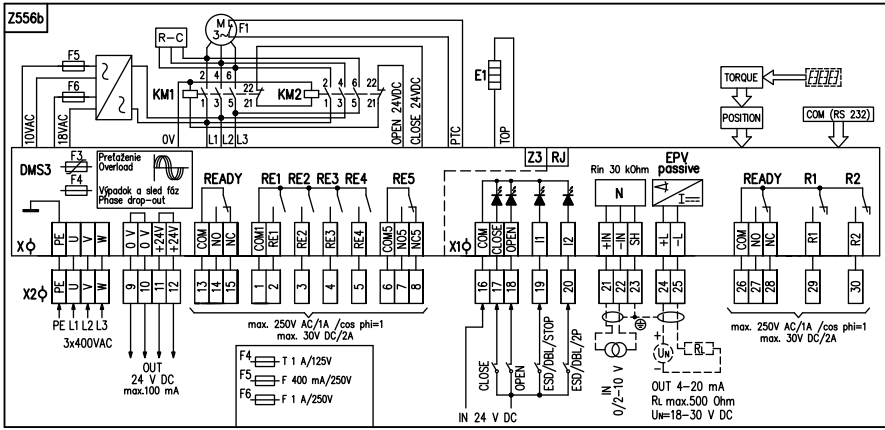 Z556b
R-C
M
3~
F1
F5
F6
2 4 6
22
KM1
1 3 5
21
KM2
2 4 6
22
1 3 5
21
E1
10VAC
18VAC
0V
L1 L2 L3
OPEN 24VDC
CLOSE 24VDC
PTC
TOP
TORQUE
POSITION
COM (RS 232)
DMS3
F3
F4
Preťaženie
Overload
Výpadok a sled fáz
Phase drop-out
READY
RE1 RE2 RE3 RE4
RE5
Z3 RJ
Rin 30 kOhm
N
EPV
passive
READY
R1
R2
X
PE U V W
0 V 0 V +24V +24V
COM NO NC
COM1 RE1 RE2 RE3 RE4
COM5 NO5 NC5
X1
COM CLOSE OPEN I1 I2
+IN -IN SH
+L -L
COM NO NC R1 R2
X2
PE U V W
9 10 11 12
13 14 15
1 2 3 4 5
6 7 8
16 17 18 19 20
21 22 23
24 25
26 27 28 29 30
PE L1 L2 L3
3x400VAC
OUT
24 V DC
max.100 mA
max. 250V AC/1A /cos phi=1
max. 30V DC/2A
F4 T 1 A/125V
F5 F 400 mA/250V
F6 F 1 A/250V
CLOSE
OPEN
ESD/DBL/STOP
ESD/DBL/2P
IN 24 V DC
IN
0/2-10 V
+
UN
-
RL
OUT 4-20 mA
RL max.500 Ohm
UN=18-30 V DC
max. 250V AC/1A /cos phi=1
max. 30V DC/2A